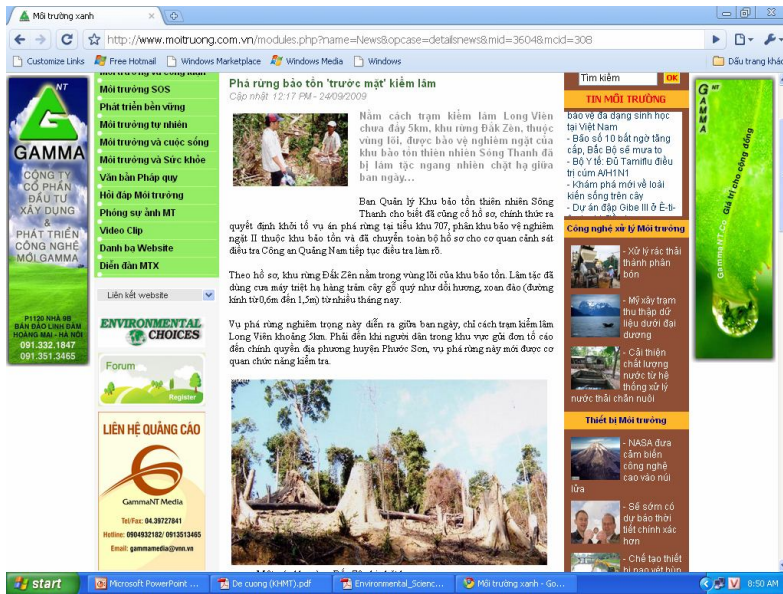 Môi trường xanh
http://www.moitruong.com.vn/modules.php?name=News&opcase=detailsnews&mid=3604&mcid=308
Customize Links
Free Hotmail
Windows Marketplace
Windows Media
Windows
Dấu trang khác
NT
GAMMA
CÔNG TY
CỔ PHẦN
ĐẦU TƯ
XÂY DỰNG
&
PHÁT TRIỂN
CÔNG NGHỆ
MÔI GAMMA
P1120 NHÀ 9B
BÁN ĐẢO LINH ĐÀM
HOÀNG MAI - HÀ NỘI
091.332.1847
091.351.3465
Môi trường SOS
Phát triển bền vững
Môi trường tự nhiên
Môi trường và cuộc sống
Môi trường và Sức khỏe
Văn bản Pháp quy
Hỏi đáp Môi trường
Phóng sự ảnh MT
Video Clip
Danh bạ Website
Diễn đàn MTX
Liên kết website
ENVIRONMENTAL
CHOICES
Forum
Register
LIÊN HỆ QUẢNG CÁO
GammaNT Media
Tel/Fax: 04.39727841
Hotline: 0904932182/ 0913513465
Email: gammamedia@vnn.vn
Phá rừng bảo tồn 'trước mặt' kiểm lâm
Cập nhật 12:17 PM - 24/09/2009
Nằm cách trạm kiểm lâm Long Viên
chưa đầy 5km, khu rừng Đắk Zên, thuộc
vùng lõi, được bảo vệ nghiêm ngặt của
khu bảo tồn thiên nhiên Sông Thanh đã
bị lâm tặc ngang nhiên chặt hạ giữa
ban ngày...
Ban Quản lý Khu bảo tồn thiên nhiên Sông
Thanh cho biết đã củng cố hồ sơ, chính thức ra
quyết định khởi tố vụ án phá rừng tại tiểu khu 707, phân khu bảo vệ nghiêm
ngặt II thuộc khu bảo tồn và đã chuyển toàn bộ hồ sơ cho cơ quan cảnh sát
điều tra Công an Quảng Nam tiếp tục điều tra làm rõ.
Theo hồ sơ, khu rừng Đắk Zên nằm trong vùng lõi của khu bảo tồn. Lâm tặc đã
dùng cưa máy triệt hạ hàng trăm cây gỗ quý như dổi hương, xoan đào (đường
kính từ 0,6m đến 1,5m) từ nhiều tháng nay.
Vụ phá rừng nghiêm trọng này diễn ra giữa ban ngày, chỉ cách trạm kiểm lâm
Long Viên khoảng 5km. Phải đến khi người dân trong khu vực gửi đơn tố cáo
đến chính quyền địa phương huyện Phước Sơn, vụ phá rừng này mới được cơ
quan chức năng kiểm tra.
Tìm kiếm
OK
TIN MÔI TRƯỜNG
bảo vệ đa dạng sinh học
tại Việt Nam
- Bão số 10 bất ngờ tăng
cấp, Bắc Bộ sẽ mưa to
- Bộ Y tế: Đủ Tamiflu điều
trị cúm A/H1N1
- Khám phá mới về loài
kiến sống trên cây
- Dự án đập Gibe III ở Ê-ti-
Công nghệ xử lý Môi trường
- Xử lý rác thải
thành phân
bón
- Mỹ xây trạm
thu thập dữ
liệu dưới đại
dương
- Cải thiện
chất lượng
nước từ hệ
thống xử lý
nước thải chăn nuôi
Thiết bị Môi trường
- NASA đưa
cảm biến
công nghệ
cao vào núi
lửa
- Sẽ sớm có
dự báo thời
tiết chính xác
hơn
- Chế tạo thiết
GAMMA NT
GammaNT.Co Giá trị cho cộng đồng
start
Microsoft PowerPoint ...
De cuong (KHMT).pdf
Environmental_Scienc...
Môi trường xanh - Go...
V
8:50 AM